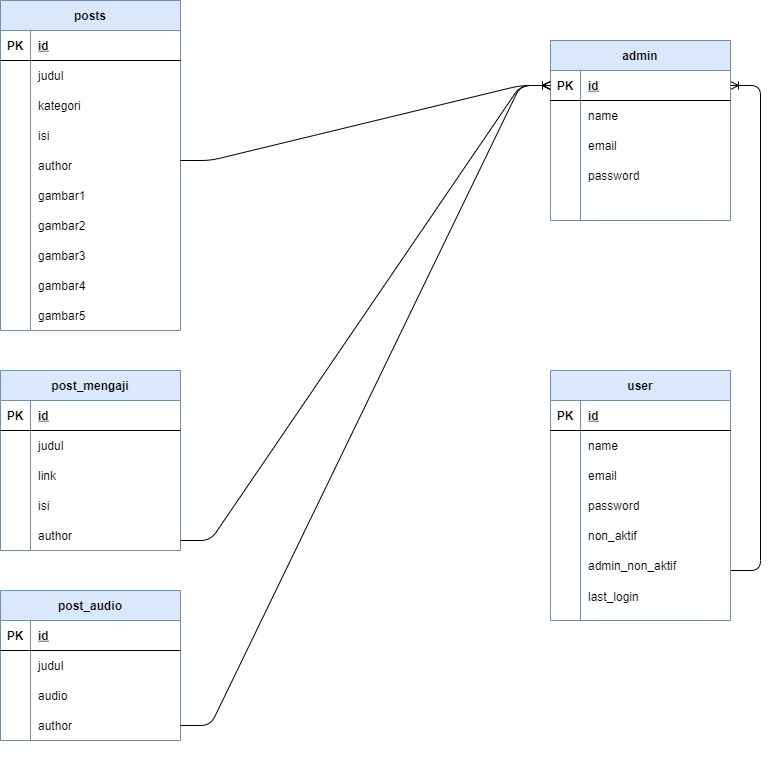 posts
PK id
judul
kategori
isi
author
gambar1
gambar2
gambar3
gambar4
gambar5
post_mengaji
PK id
judul
link
isi
author
post_audio
PK id
judul
audio
author
admin
PK id
name
email
password
user
PK id
name
email
password
non_aktif
admin_non_aktif
last_login